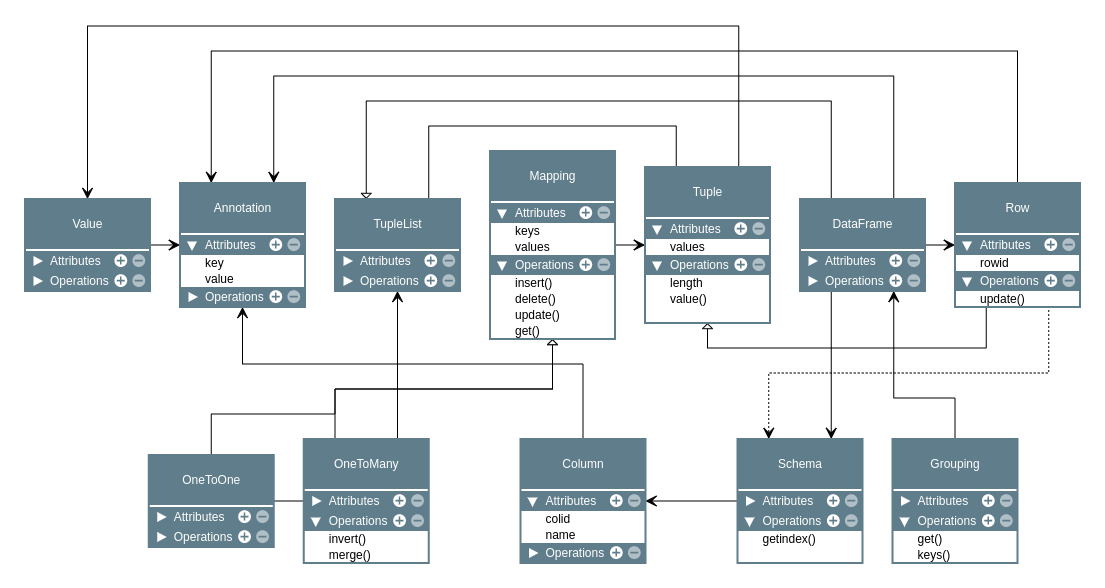 Value
Attributes
Operations
Annotation
Attributes
key
value
Operations
TupleList
Attributes
Operations
Mapping
Attributes
keys
values
Operations
insert()
delete()
update()
get()
Tuple
Attributes
values
Operations
length
value()
DataFrame
Attributes
Operations
Row
Attributes
rowid
Operations
update()
OneToOne
Attributes
Operations
OneToMany
Attributes
Operations
invert()
merge()
Column
Attributes
colid
name
Operations
Schema
Attributes
Operations
getindex()
Grouping
Attributes
Operations
get()
keys()